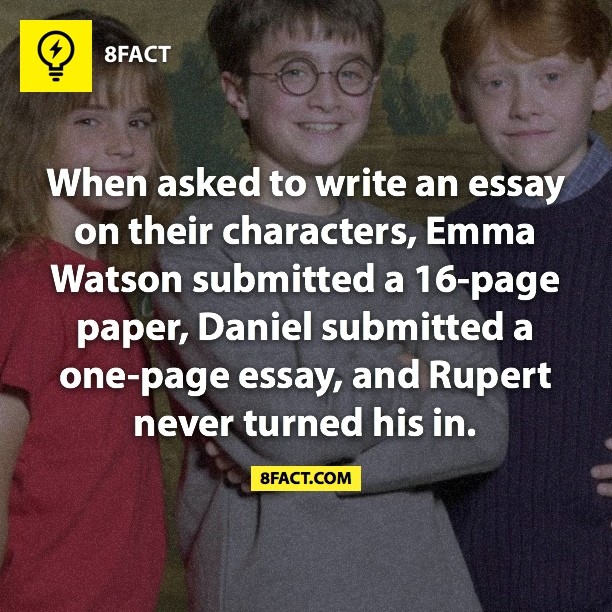 8FACT
When asked to write an essay
on their characters, Emma
Watson submitted a 16-page
paper, Daniel submitted a
one-page essay, and Rupert
never turned his in.
8FACT.COM